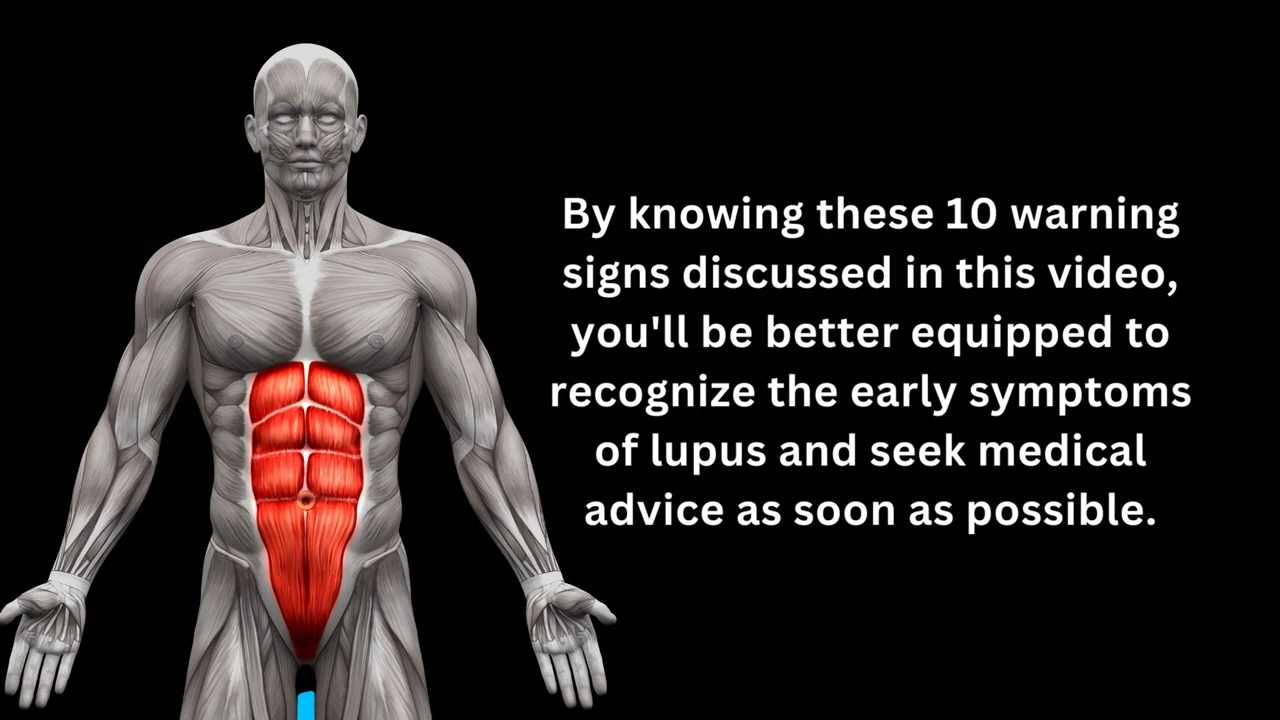 By knowing these 10 warning
signs discussed in this video,
you'll be better equipped to
recognize the early symptoms
of lupus and seek medical
advice as soon as possible.